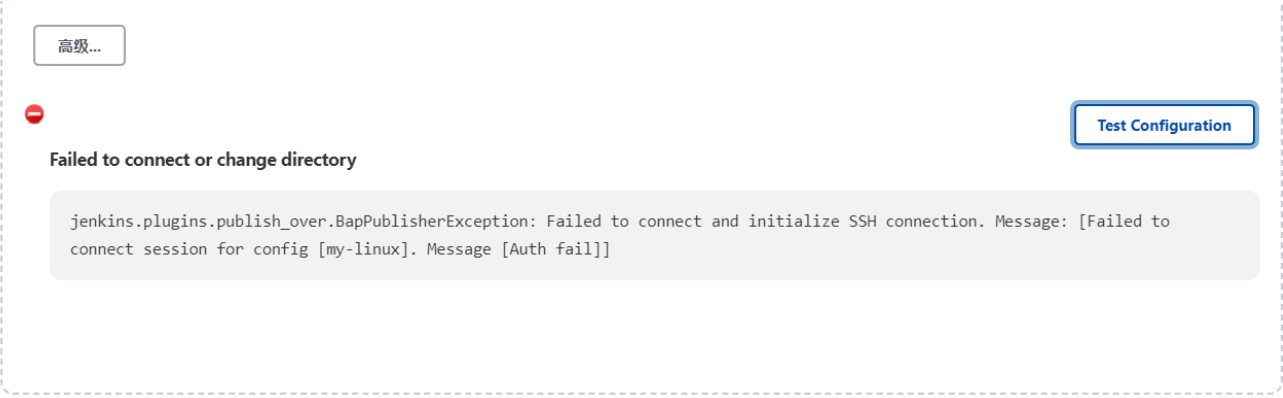 高级...
Test Configuration
Failed to connect or change directory
jenkins.plugins.publish_over.BapPublisherException: Failed to connect and initialize SSH connection. Message: [Failed to
connect session for config [my-linux]. Message [Auth fail]]